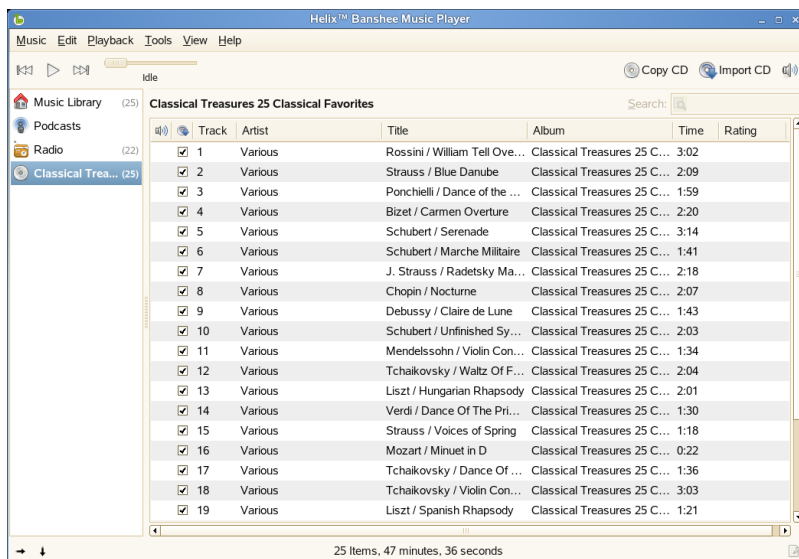 Helix™ Banshee Music Player
Music Edit Playback Tools View Help
Idle
Copy CD Import CD
Music Library (25)
Podcasts
Radio (22)
Classical Trea... (25)
Classical Treasures 25 Classical Favorites Search:
Track Artist Title Album Time Rating
1 Various Rossini / William Tell Ove... Classical Treasures 25 C... 3:02
2 Various Strauss / Blue Danube Classical Treasures 25 C... 2:09
3 Various Ponchielli / Dance of the ... Classical Treasures 25 C... 1:59
4 Various Bizet / Carmen Overture Classical Treasures 25 C... 2:20
5 Various Schubert / Serenade Classical Treasures 25 C... 3:14
6 Various Schubert / Marche Militaire Classical Treasures 25 C... 1:41
7 Various J. Strauss / Radetsky Ma... Classical Treasures 25 C... 2:18
8 Various Chopin / Nocturne Classical Treasures 25 C... 2:07
9 Various Debussy / Claire de Lune Classical Treasures 25 C... 1:43
10 Various Schubert / Unfinished Sy... Classical Treasures 25 C... 2:03
11 Various Mendelssohn / Violin Con... Classical Treasures 25 C... 1:34
12 Various Tchaikovsky / Waltz Of F... Classical Treasures 25 C... 2:04
13 Various Liszt / Hungarian Rhapsody Classical Treasures 25 C... 2:01
14 Various Verdi / Dance Of The Pri... Classical Treasures 25 C... 1:30
15 Various Strauss / Voices of Spring Classical Treasures 25 C... 1:18
16 Various Mozart / Minuet in D Classical Treasures 25 C... 0:22
17 Various Tchaikovsky / Dance Of ... Classical Treasures 25 C... 1:36
18 Various Tchaikovsky / Violin Con... Classical Treasures 25 C... 3:03
19 Various Liszt / Spanish Rhapsody Classical Treasures 25 C... 1:21
25 Items, 47 minutes, 36 seconds